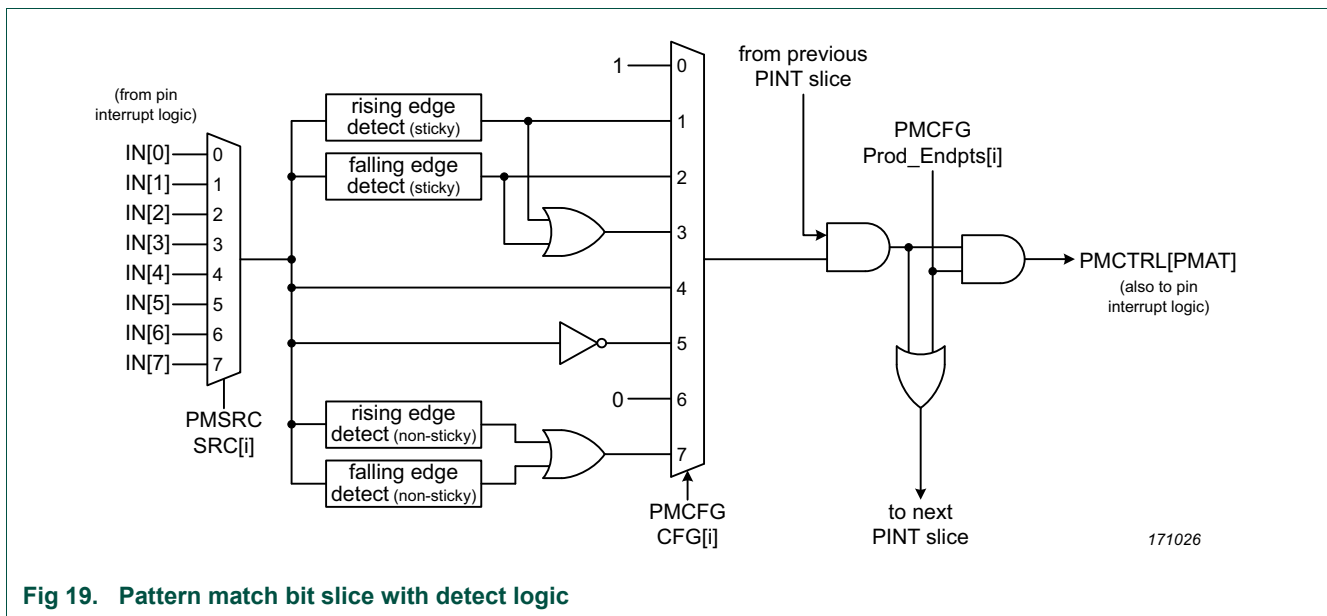 (from pin
interrupt logic)
IN[0]
IN[1]
IN[2]
IN[3]
IN[4]
IN[5]
IN[6]
IN[7]
0
1
2
3
4
5
6
7
PMSRC
SRC[i]
rising edge
detect (sticky)
falling edge
detect (sticky)
rising edge
detect (non-sticky)
falling edge
detect (non-sticky)
1
0
0
1
2
3
4
5
6
7
PMCFG
CFG[i]
from previous
PINT slice
PMCFG
Prod_Endpts[i]
PMCTRL[PMAT]
(also to pin
interrupt logic)
to next
PINT slice
171026
Fig 19. Pattern match bit slice with detect logic